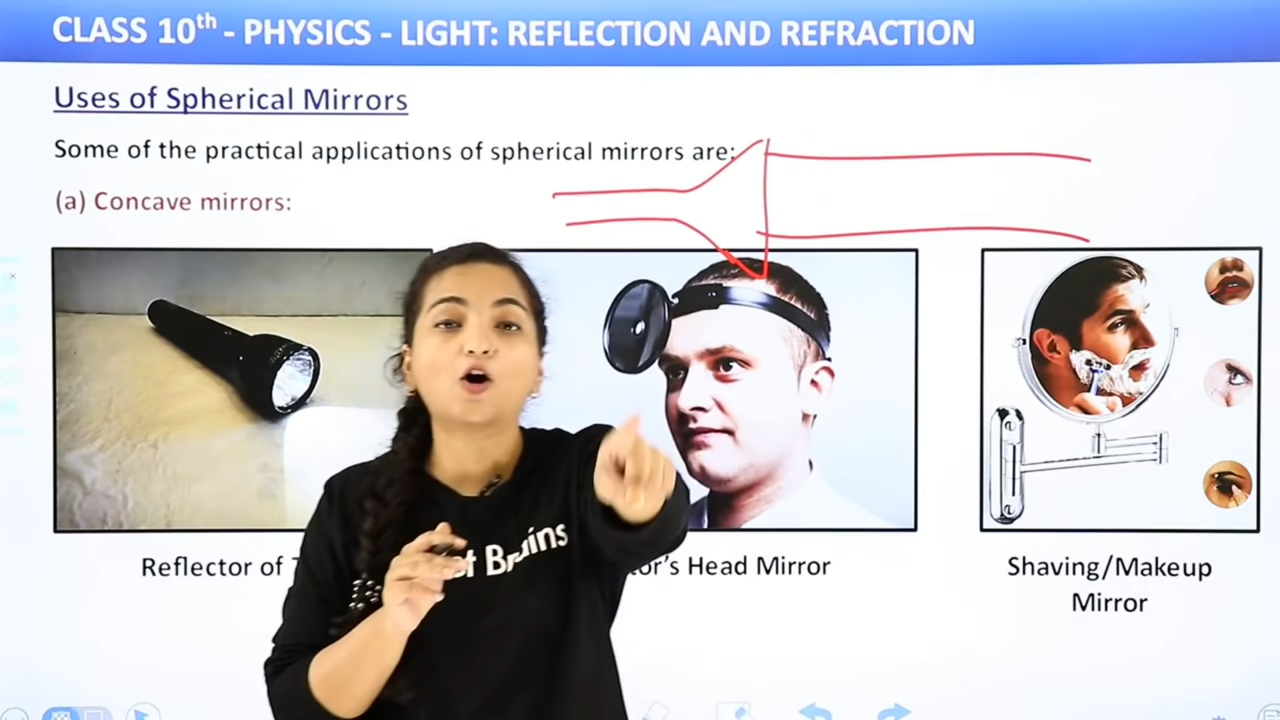 CLASS 10th - PHYSICS - LIGHT: REFLECTION AND REFRACTION
Uses of Spherical Mirrors
Some of the practical applications of spherical mirrors are:
(a) Concave mirrors:
Reflector of
Head Mirror
Shaving/Makeup
Mirror